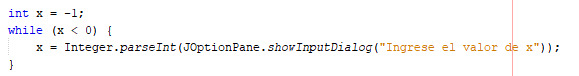 int x = -1;
while (x < 0) {
    x = Integer.parseInt(JOptionPane.showInputDialog("Ingrese el valor de x"));
}